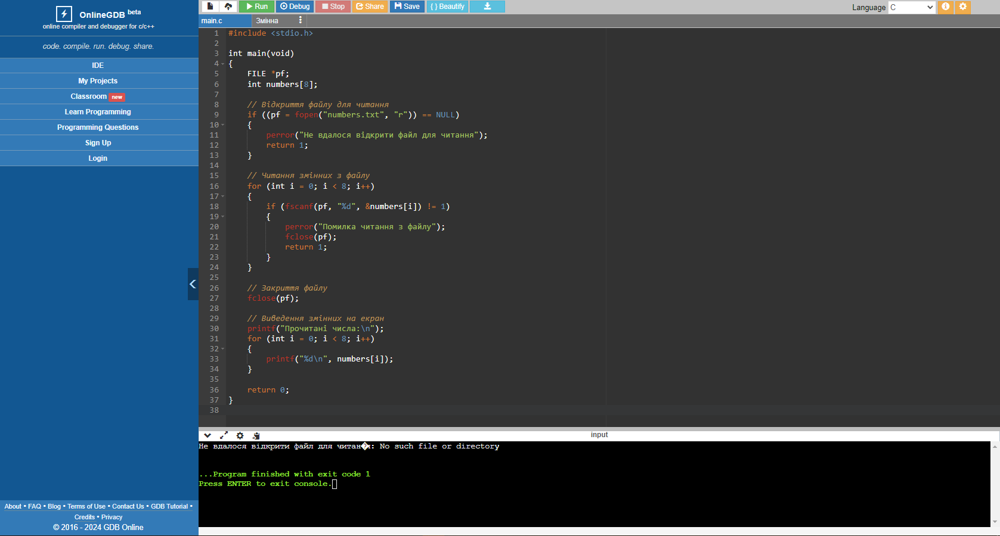 OnlineGDB beta
online compiler and debugger for c/c++
code. compile. run. debug. share.
IDE
My Projects
Classroom new
Learn Programming
Programming Questions
Sign Up
Login
About • FAQ • Blog • Terms of Use • Contact Us • GDB Tutorial •
Credits • Privacy
© 2016 - 2024 GDB Online
Run Debug Stop Share Save { } Beautify
Language C
main.c Змінна
1 #include <stdio.h>
2
3 int main(void)
4 {
5 FILE *pf;
6 int numbers[8];
7
8 // Відкриття файлу для читання
9 if ((pf = fopen("numbers.txt", "r")) == NULL)
10 {
11 perror("Не вдалося відкрити файл для читання");
12 return 1;
13 }
14
15 // Читання змінних з файлу
16 for (int i = 0; i < 8; i++)
17 {
18 if (fscanf(pf, "%d", &numbers[i]) != 1)
19 {
20 perror("Помилка читання з файлу");
21 fclose(pf);
22 return 1;
23 }
24 }
25
26 // Закриття файлу
27 fclose(pf);
28
29 // Виведення змінних на екран
30 printf("Прочитані числа:\n");
31 for (int i = 0; i < 8; i++)
32 {
33 printf("%d\n", numbers[i]);
34 }
35
36 return 0;
37 }
38
input
Не вдалося відкрити файл для читан�я: No such file or directory
...Program finished with exit code 1
Press ENTER to exit console.